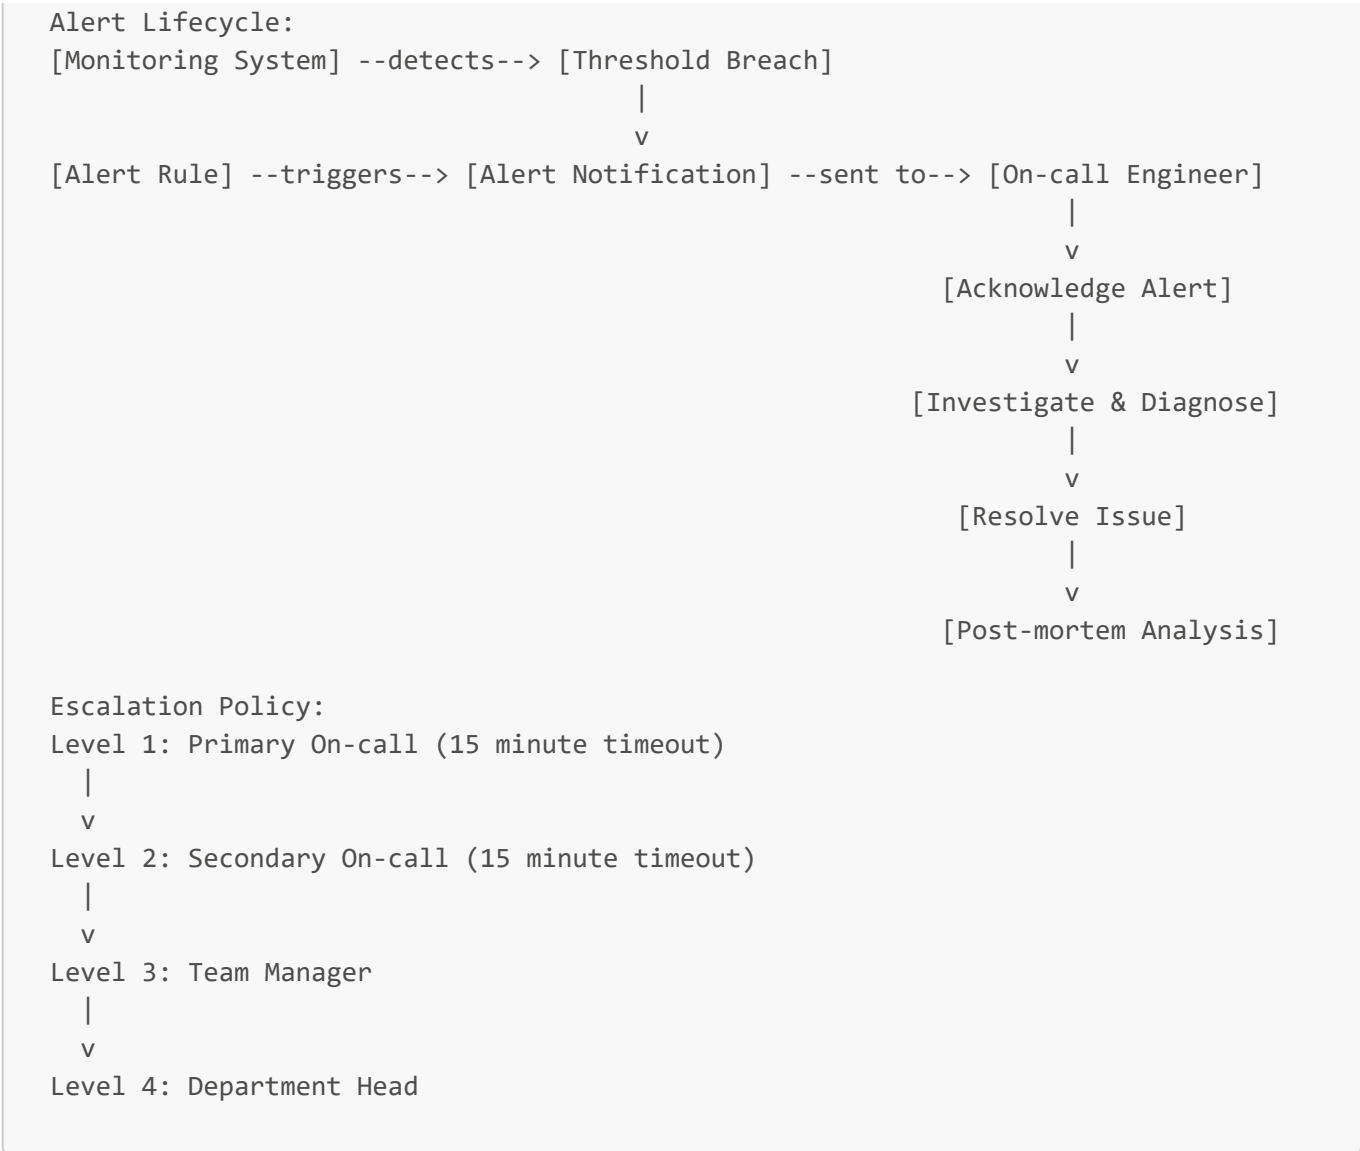 Alert Lifecycle:
[Monitoring System] --detects--> [Threshold Breach]
                                      |
                                      v
[Alert Rule] --triggers--> [Alert Notification] --sent to--> [On-call Engineer]
                                                                  |
                                                                  v
                                                          [Acknowledge Alert]
                                                                  |
                                                                  v
                                                        [Investigate & Diagnose]
                                                                  |
                                                                  v
                                                           [Resolve Issue]
                                                                  |
                                                                  v
                                                          [Post-mortem Analysis]

Escalation Policy:
Level 1: Primary On-call (15 minute timeout)
  |
  v
Level 2: Secondary On-call (15 minute timeout)
  |
  v
Level 3: Team Manager
  |
  v
Level 4: Department Head